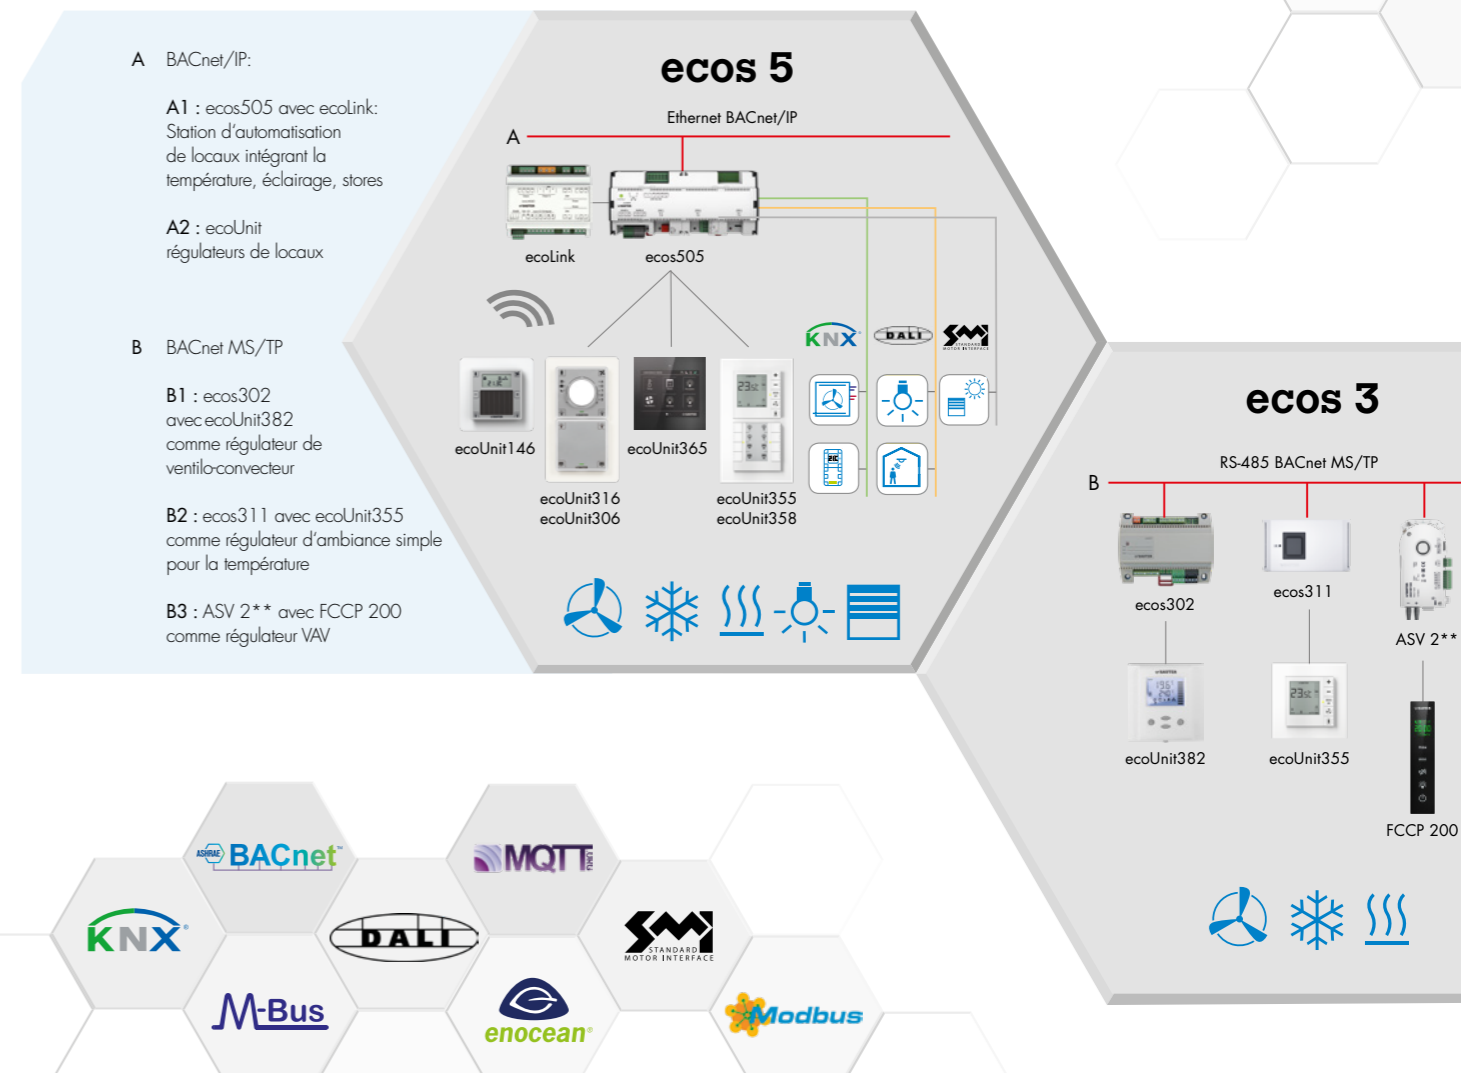 A BACnet/IP:
A1 : ecos505 avec ecoLink:
Station d'automatisation
de locaux intégrant la
température, éclairage, stores
A2 : ecoUnit
régulateurs de locaux
B BACnet MS/TP
B1 : ecos302
avec ecoUnit382
comme régulateur de
ventilo-convecteur
B2 : ecos311 avec ecoUnit355
comme régulateur d'ambiance simple
pour la température
B3 : ASV 2** avec FCCP 200
comme régulateur VAV
ecos 5
Ethernet BACnet/IP
A
ecoLink
ecos505
KNX
DALI
SMI
STANDARD
MOTOR INTERFACE
ecoUnit146
ecoUnit316
ecoUnit306
ecoUnit365
ecoUnit355
ecoUnit358
ecos 3
RS-485 BACnet MS/TP
B
ecos302
ecos311
ASV 2**
ecoUnit382
ecoUnit355
FCCP 200
ASHRAE BACnet™
MQTT
KNX®
DALI
SMI
STANDARD
MOTOR INTERFACE
M-Bus
enocean®
Modbus